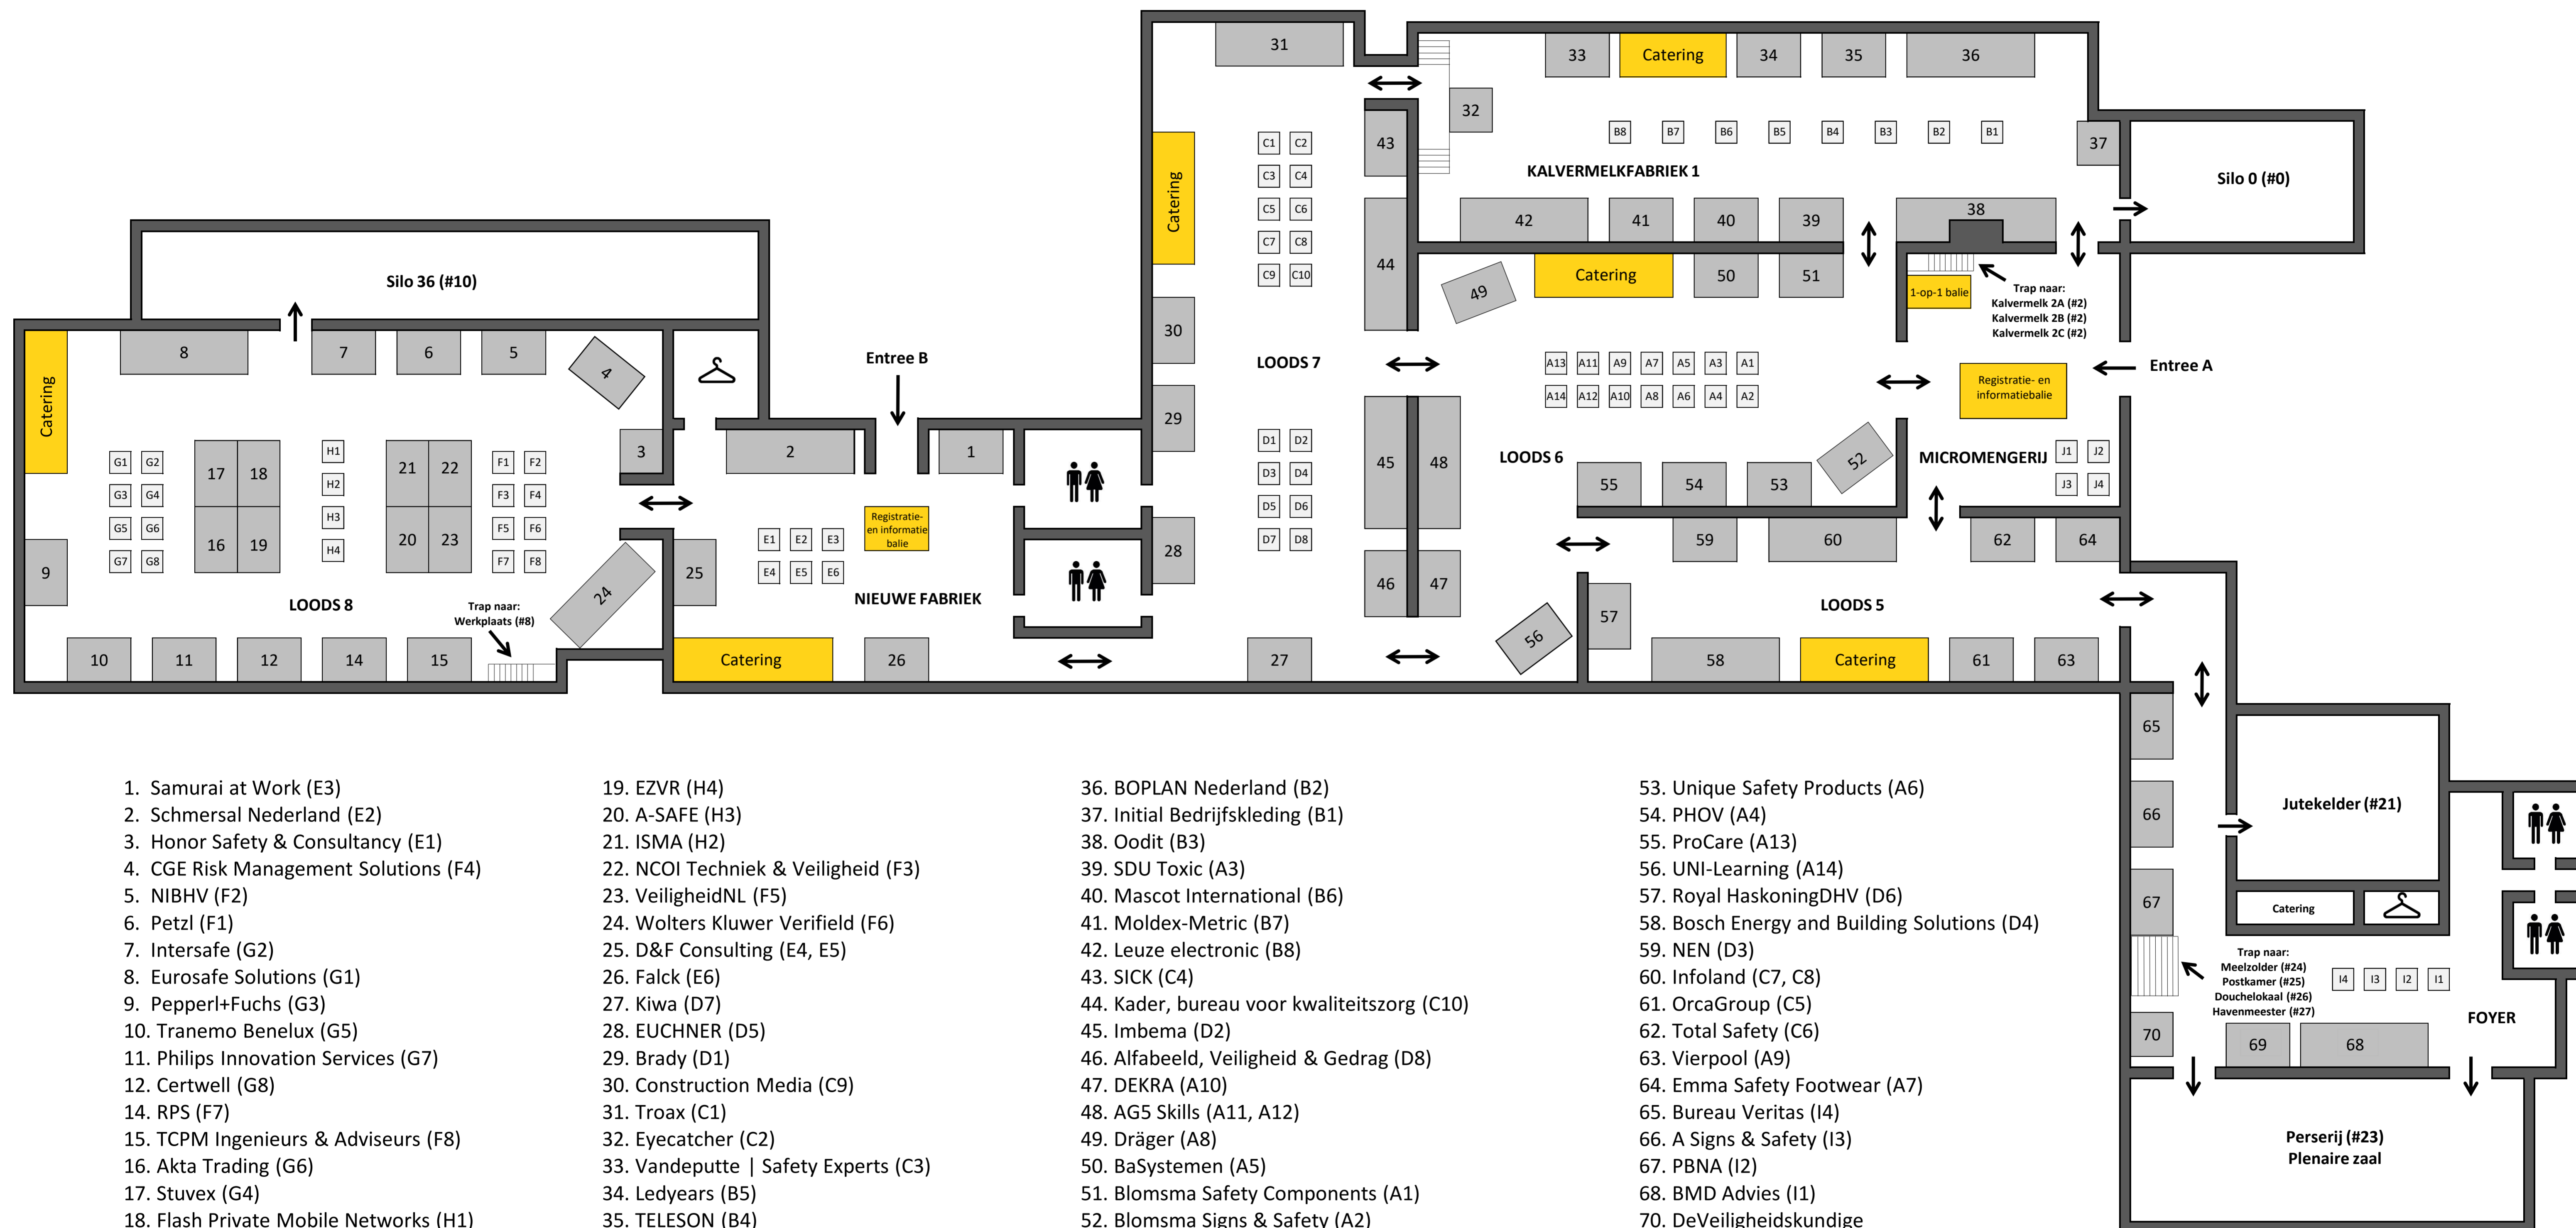 31
33
Catering
34
35
36
32
43
C1 C2
C3 C4
C5 C6
C7 C8
C9 C10
B8 B7 B6 B5 B4 B3 B2 B1
37
KALVERMELKFABRIEK 1
Silo 0 (#0)
Catering
42
41
40
39
38
44
30
29
28
LOODS 7
Silo 36 (#10)
49
Catering
50
51
1-op-1 balie
Trap naar:
Kalvermelk 2A (#2)
Kalvermelk 2B (#2)
Kalvermelk 2C (#2)
Entree B
Entree A
Catering
8
7
6
5
4
3
2
1
A13 A11 A9 A7 A5 A3 A1
A14 A12 A10 A8 A6 A4 A2
Registratie- en
informatiebalie
G1 G2
G3 G4
G5 G6
G7 G8
17 18
16 19
H1
H2
H3
H4
21 22
20 23
F1 F2
F3 F4
F5 F6
F7 F8
D1 D2
D3 D4
D5 D6
D7 D8
45
48
46
47
LOODS 6
52
MICROMENGERIJ
J1 J2
J3 J4
55
54
53
59
60
62
64
9
LOODS 8
Trap naar:
Werkplaats (#8)
24
25
E1 E2 E3
E4 E5 E6
Registratie-
en informatie
balie
NIEUWE FABRIEK
56
57
LOODS 5
10
11
12
14
15
Catering
26
27
58
Catering
61
63
65
66
67
70
Jutekelder (#21)
Catering
Trap naar:
Meelzolder (#24)
Postkamer (#25)
Douchelokaal (#26)
Havenmeester (#27)
I4 I3 I2 I1
FOYER
69
68
Perserij (#23)
Plenaire zaal
1. Samurai at Work (E3)
2. Schmersal Nederland (E2)
3. Honor Safety & Consultancy (E1)
4. CGE Risk Management Solutions (F4)
5. NIBHV (F2)
6. Petzl (F1)
7. Intersafe (G2)
8. Eurosafe Solutions (G1)
9. Pepperl+Fuchs (G3)
10. Tranemo Benelux (G5)
11. Philips Innovation Services (G7)
12. Certwell (G8)
14. RPS (F7)
15. TCPM Ingenieurs & Adviseurs (F8)
16. Akta Trading (G6)
17. Stuvex (G4)
18. Flash Private Mobile Networks (H1)
19. EZVR (H4)
20. A-SAFE (H3)
21. ISMA (H2)
22. NCOI Techniek & Veiligheid (F3)
23. VeiligheidNL (F5)
24. Wolters Kluwer Verifield (F6)
25. D&F Consulting (E4, E5)
26. Falck (E6)
27. Kiwa (D7)
28. EUCHNER (D5)
29. Brady (D1)
30. Construction Media (C9)
31. Troax (C1)
32. Eyecatcher (C2)
33. Vandeputte | Safety Experts (C3)
34. Ledyears (B5)
35. TELESON (B4)
36. BOPLAN Nederland (B2)
37. Initial Bedrijfskleding (B1)
38. Oodit (B3)
39. SDU Toxic (A3)
40. Mascot International (B6)
41. Moldex-Metric (B7)
42. Leuze electronic (B8)
43. SICK (C4)
44. Kader, bureau voor kwaliteitszorg (C10)
45. Imbema (D2)
46. Alfabeeld, Veiligheid & Gedrag (D8)
47. DEKRA (A10)
48. AG5 Skills (A11, A12)
49. Dräger (A8)
50. BaSystemen (A5)
51. Blomsma Safety Components (A1)
52. Blomsma Signs & Safety (A2)
53. Unique Safety Products (A6)
54. PHOV (A4)
55. ProCare (A13)
56. UNI-Learning (A14)
57. Royal HaskoningDHV (D6)
58. Bosch Energy and Building Solutions (D4)
59. NEN (D3)
60. Infoland (C7, C8)
61. OrcaGroup (C5)
62. Total Safety (C6)
63. Vierpool (A9)
64. Emma Safety Footwear (A7)
65. Bureau Veritas (I4)
66. A Signs & Safety (I3)
67. PBNA (I2)
68. BMD Advies (I1)
70. DeVeiligheidskundige